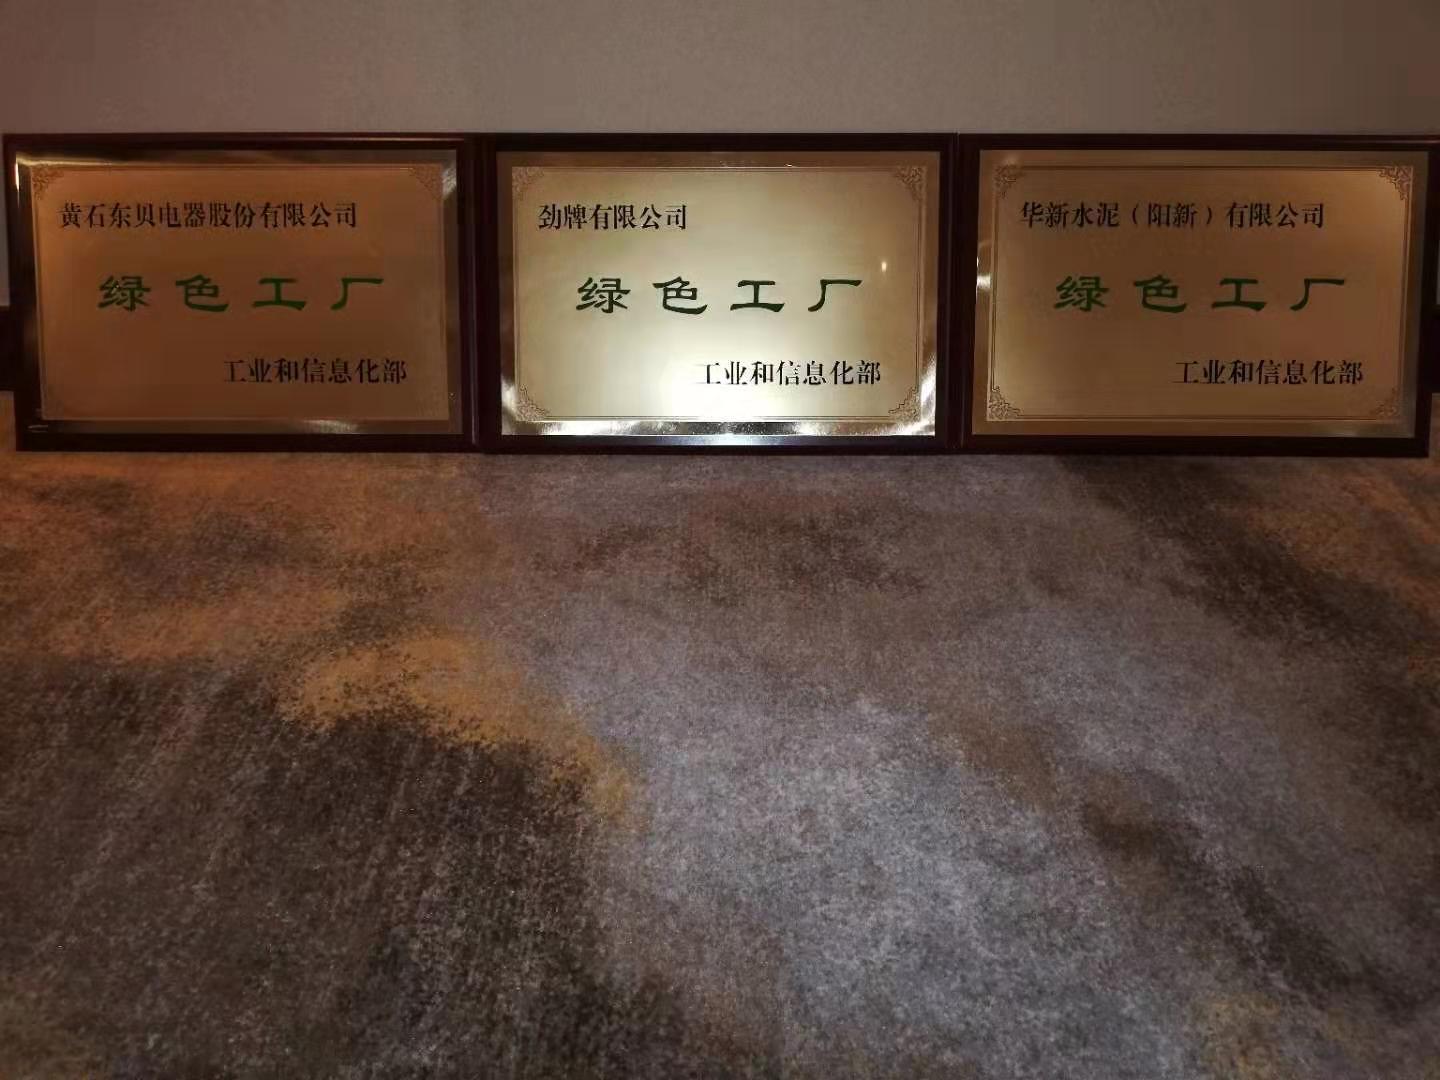 黄石东贝电器股份有限公司
绿色工厂
工业和信息化部
劲牌有限公司
绿色工厂
工业和信息化部
华新水泥（阳新）有限公司
绿色工厂
工业和信息化部